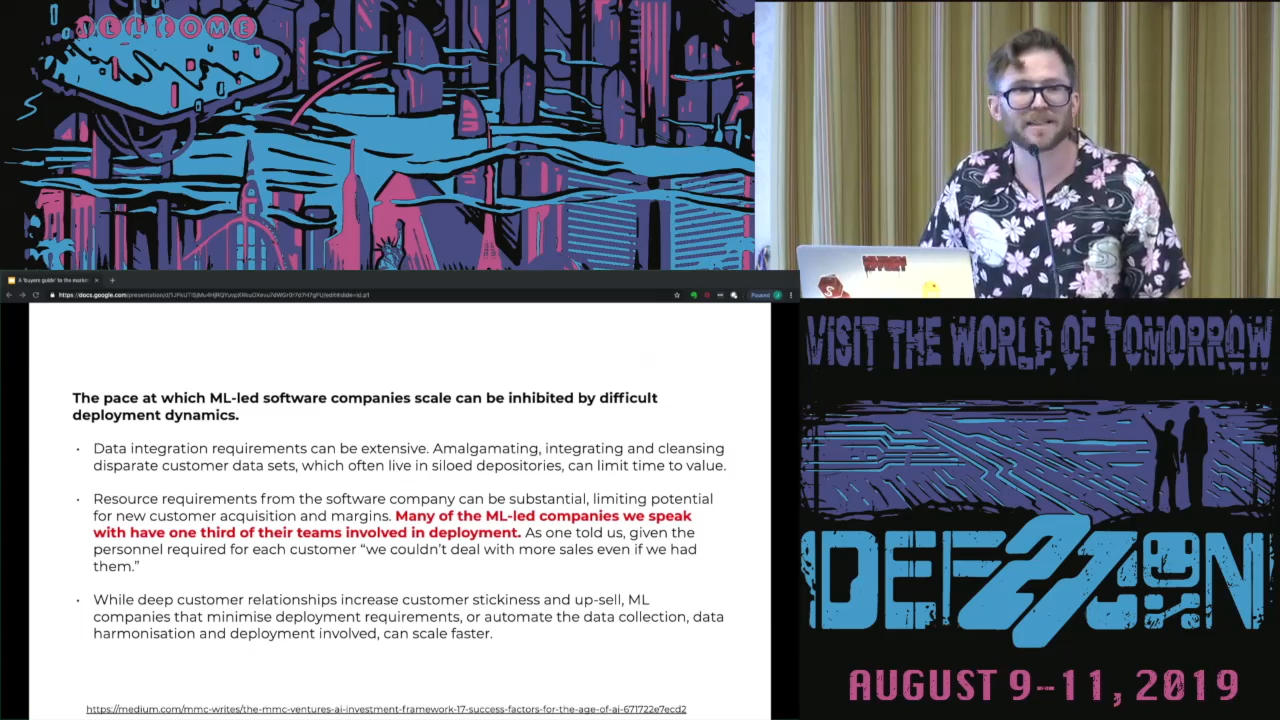 WELCOME
A 'buyers guide' to the market
Paused
The pace at which ML-led software companies scale can be inhibited by difficult
deployment dynamics.
· Data integration requirements can be extensive. Amalgamating, integrating and cleansing
disparate customer data sets, which often live in siloed depositories, can limit time to value.
· Resource requirements from the software company can be substantial, limiting potential
for new customer acquisition and margins. Many of the ML-led companies we speak
with have one third of their teams involved in deployment. As one told us, given the
personnel required for each customer “we couldn’t deal with more sales even if we had
them.”
· While deep customer relationships increase customer stickiness and up-sell, ML
companies that minimise deployment requirements, or automate the data collection, data
harmonisation and deployment involved, can scale faster.
https://medium.com/mmc-writes/the-mmc-ventures-ai-investment-framework-17-success-factors-for-the-age-of-ai-671722e7ecd2
VISIT THE WORLD OF TOMORROW
DEF 27 CON
AUGUST 9-11, 2019